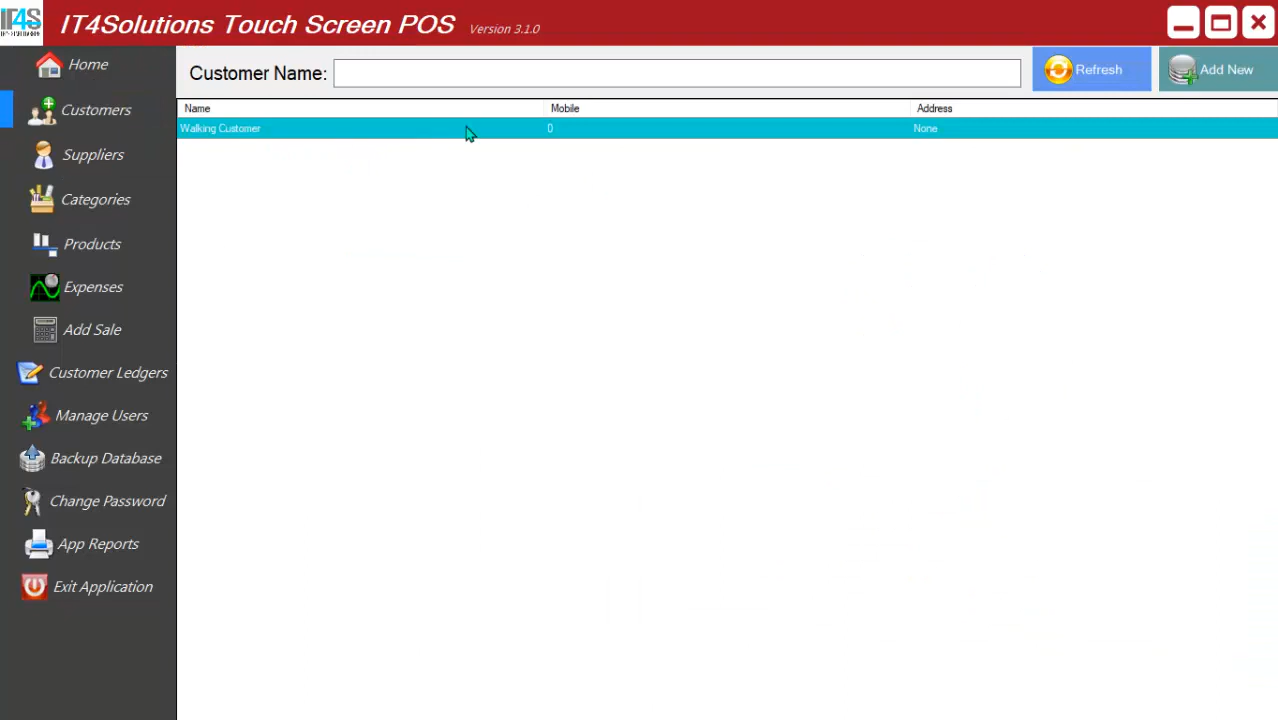 IT4S
IT4Solutions Touch Screen POS Version 3.1.0
Home
Customers
Suppliers
Categories
Products
Expenses
Add Sale
Customer Ledgers
Manage Users
Backup Database
Change Password
App Reports
Exit Application
Customer Name:
Refresh
Add New
Name Mobile Address
Walking Customer 0 None